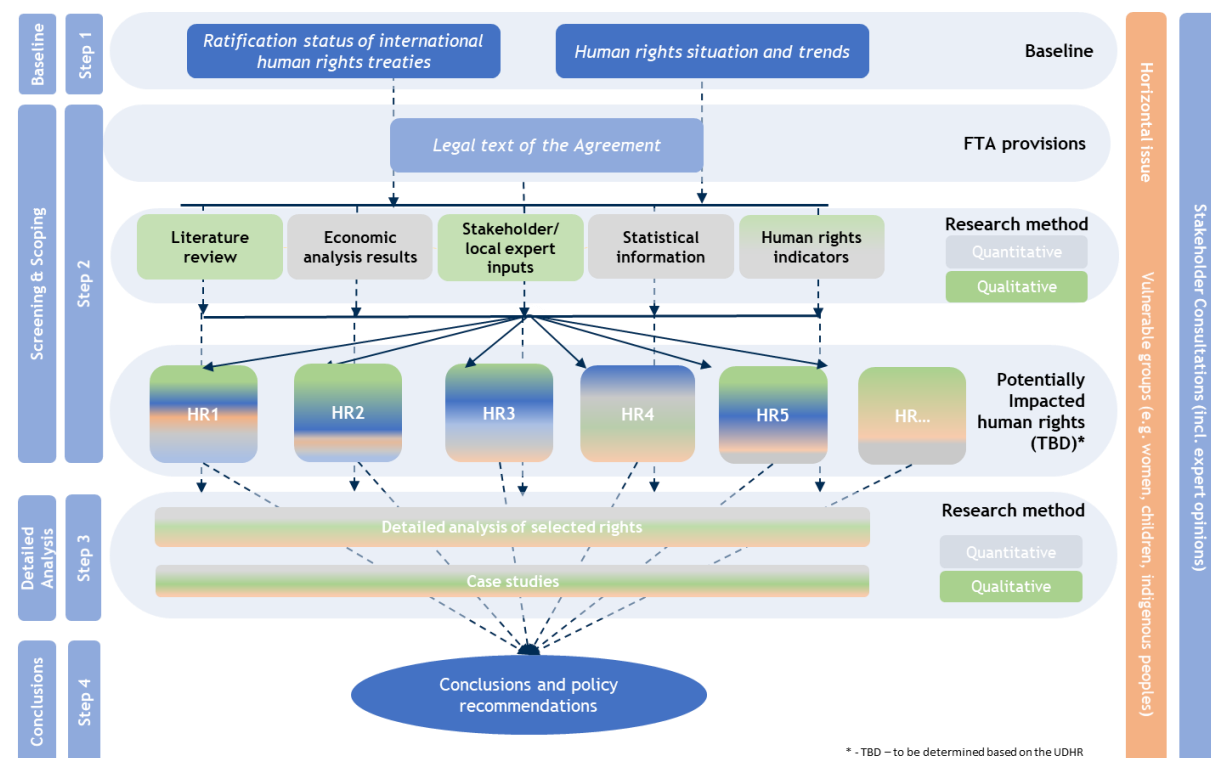 Baseline
Step 1
Ratification status of international
human rights treaties
Human rights situation and trends
Baseline
Screening & Scoping
Step 2
Legal text of the Agreement
FTA provisions
Literature
review
Economic
analysis results
Stakeholder/
local expert
inputs
Statistical
information
Human rights
indicators
Research method
Quantitative
Qualitative
HR1
HR2
HR3
HR4
HR5
HR...
Potentially
Impacted
human rights
(TBD)*
Detailed
Analysis
Step 3
Detailed analysis of selected rights
Case studies
Research method
Quantitative
Qualitative
Conclusions
Step 4
Conclusions and policy
recommendations
* - TBD – to be determined based on the UDHR
Horizontal issue
Vulnerable groups (e.g. women, children, indigenous peoples)
Stakeholder Consultations (incl. expert opinions)